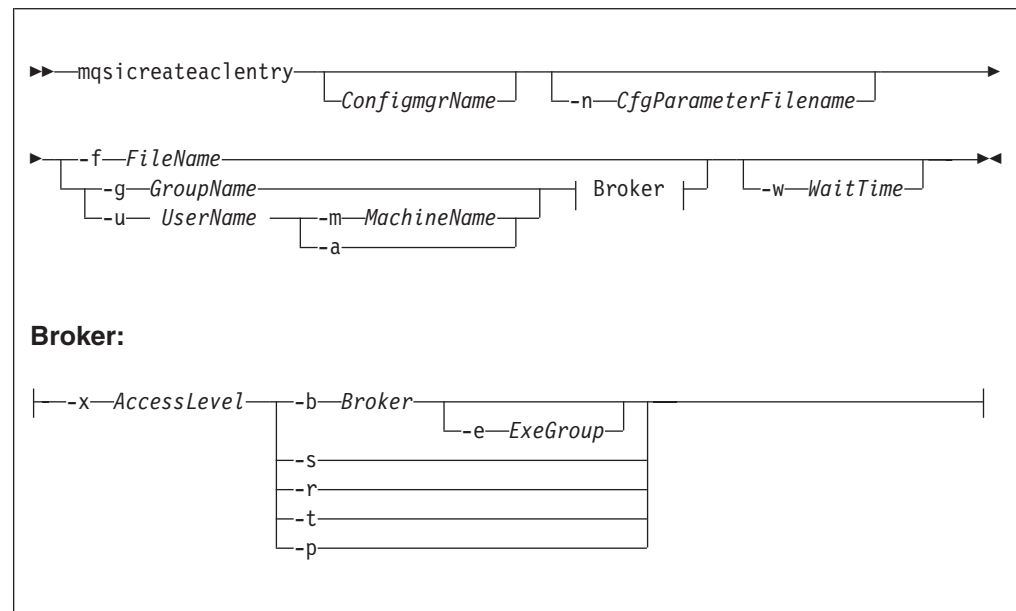 mqsicreateaclentry
ConfigmgrName -n CfgParameterFilename
-f FileName
-g GroupName Broker -w WaitTime
-u UserName -m MachineName
-a
Broker:
-x AccessLevel -b Broker
-e ExeGroup
-s
-r
-t
-p